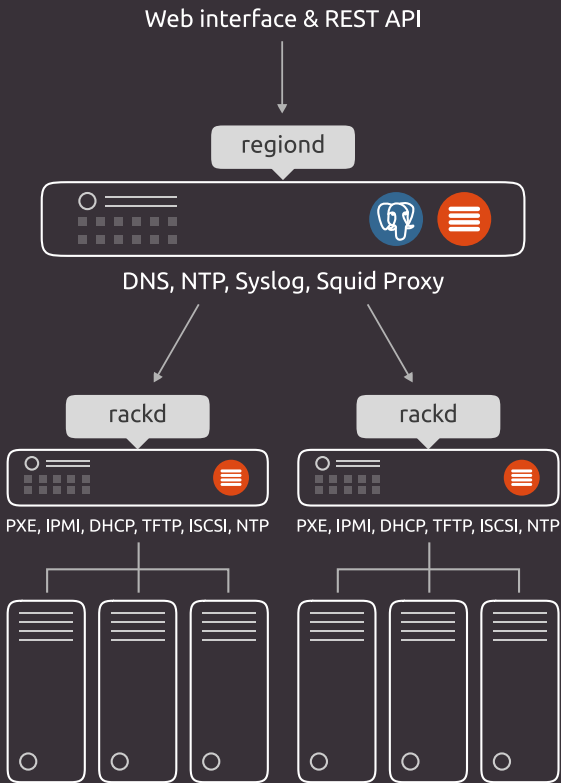 Web interface & REST API
regiond
DNS, NTP, Syslog, Squid Proxy
rackd
rackd
PXE, IPMI, DHCP, TFTP, ISCSI, NTP
PXE, IPMI, DHCP, TFTP, ISCSI, NTP